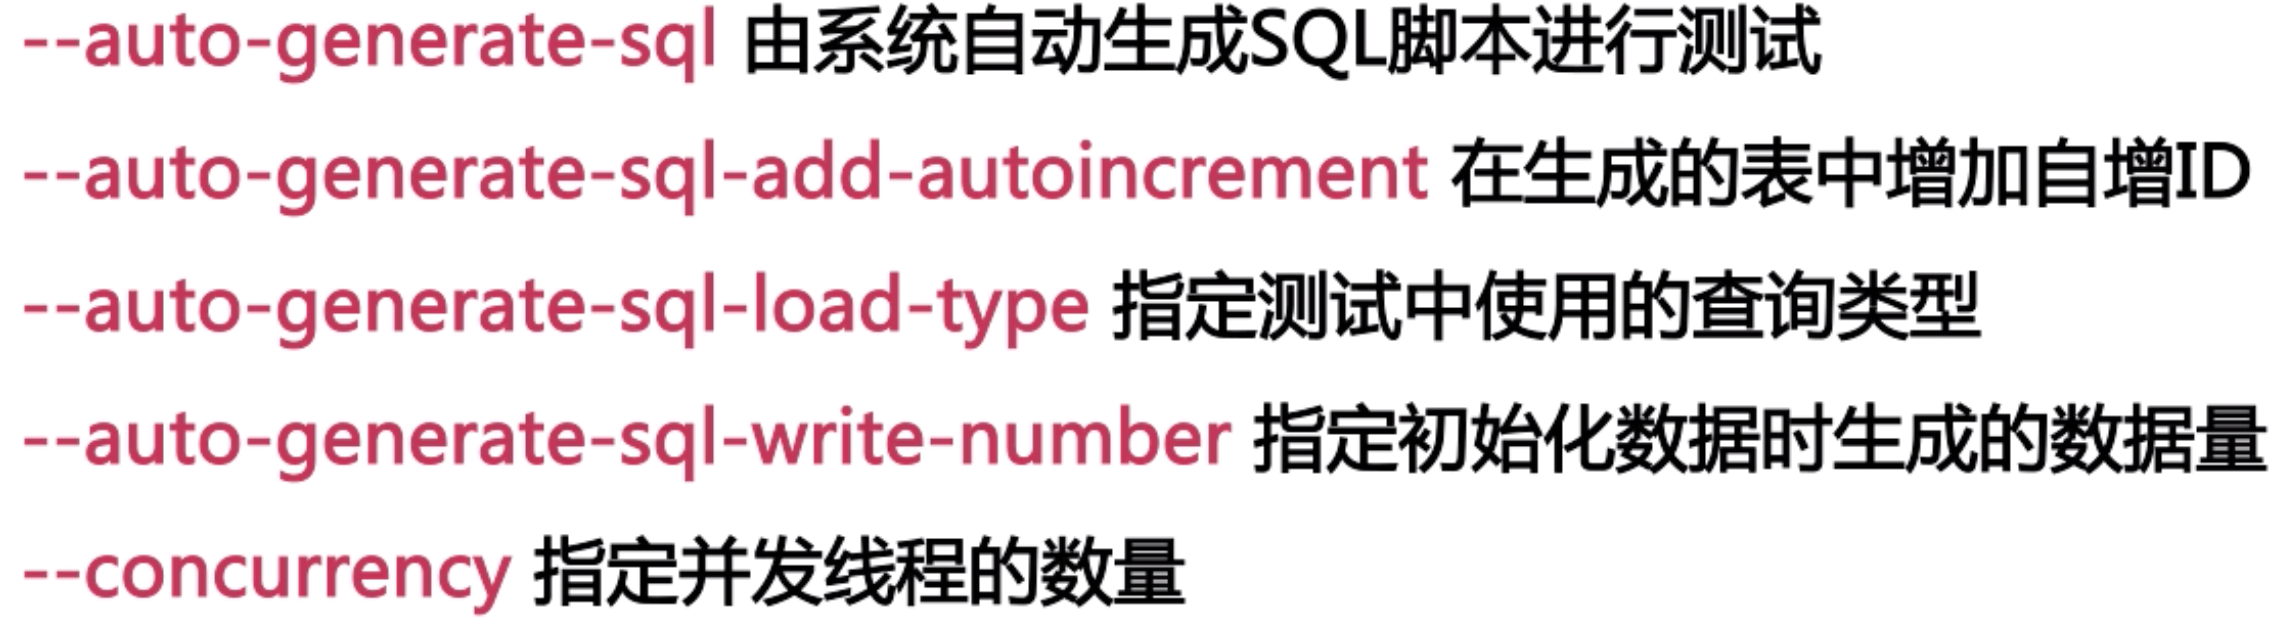 --auto-generate-sql 由系统自动生成SQL脚本进行测试
--auto-generate-sql-add-autoincrement 在生成的表中增加自增ID
--auto-generate-sql-load-type 指定测试中使用的查询类型
--auto-generate-sql-write-number 指定初始化数据时生成的数据量
--concurrency 指定并发线程的数量